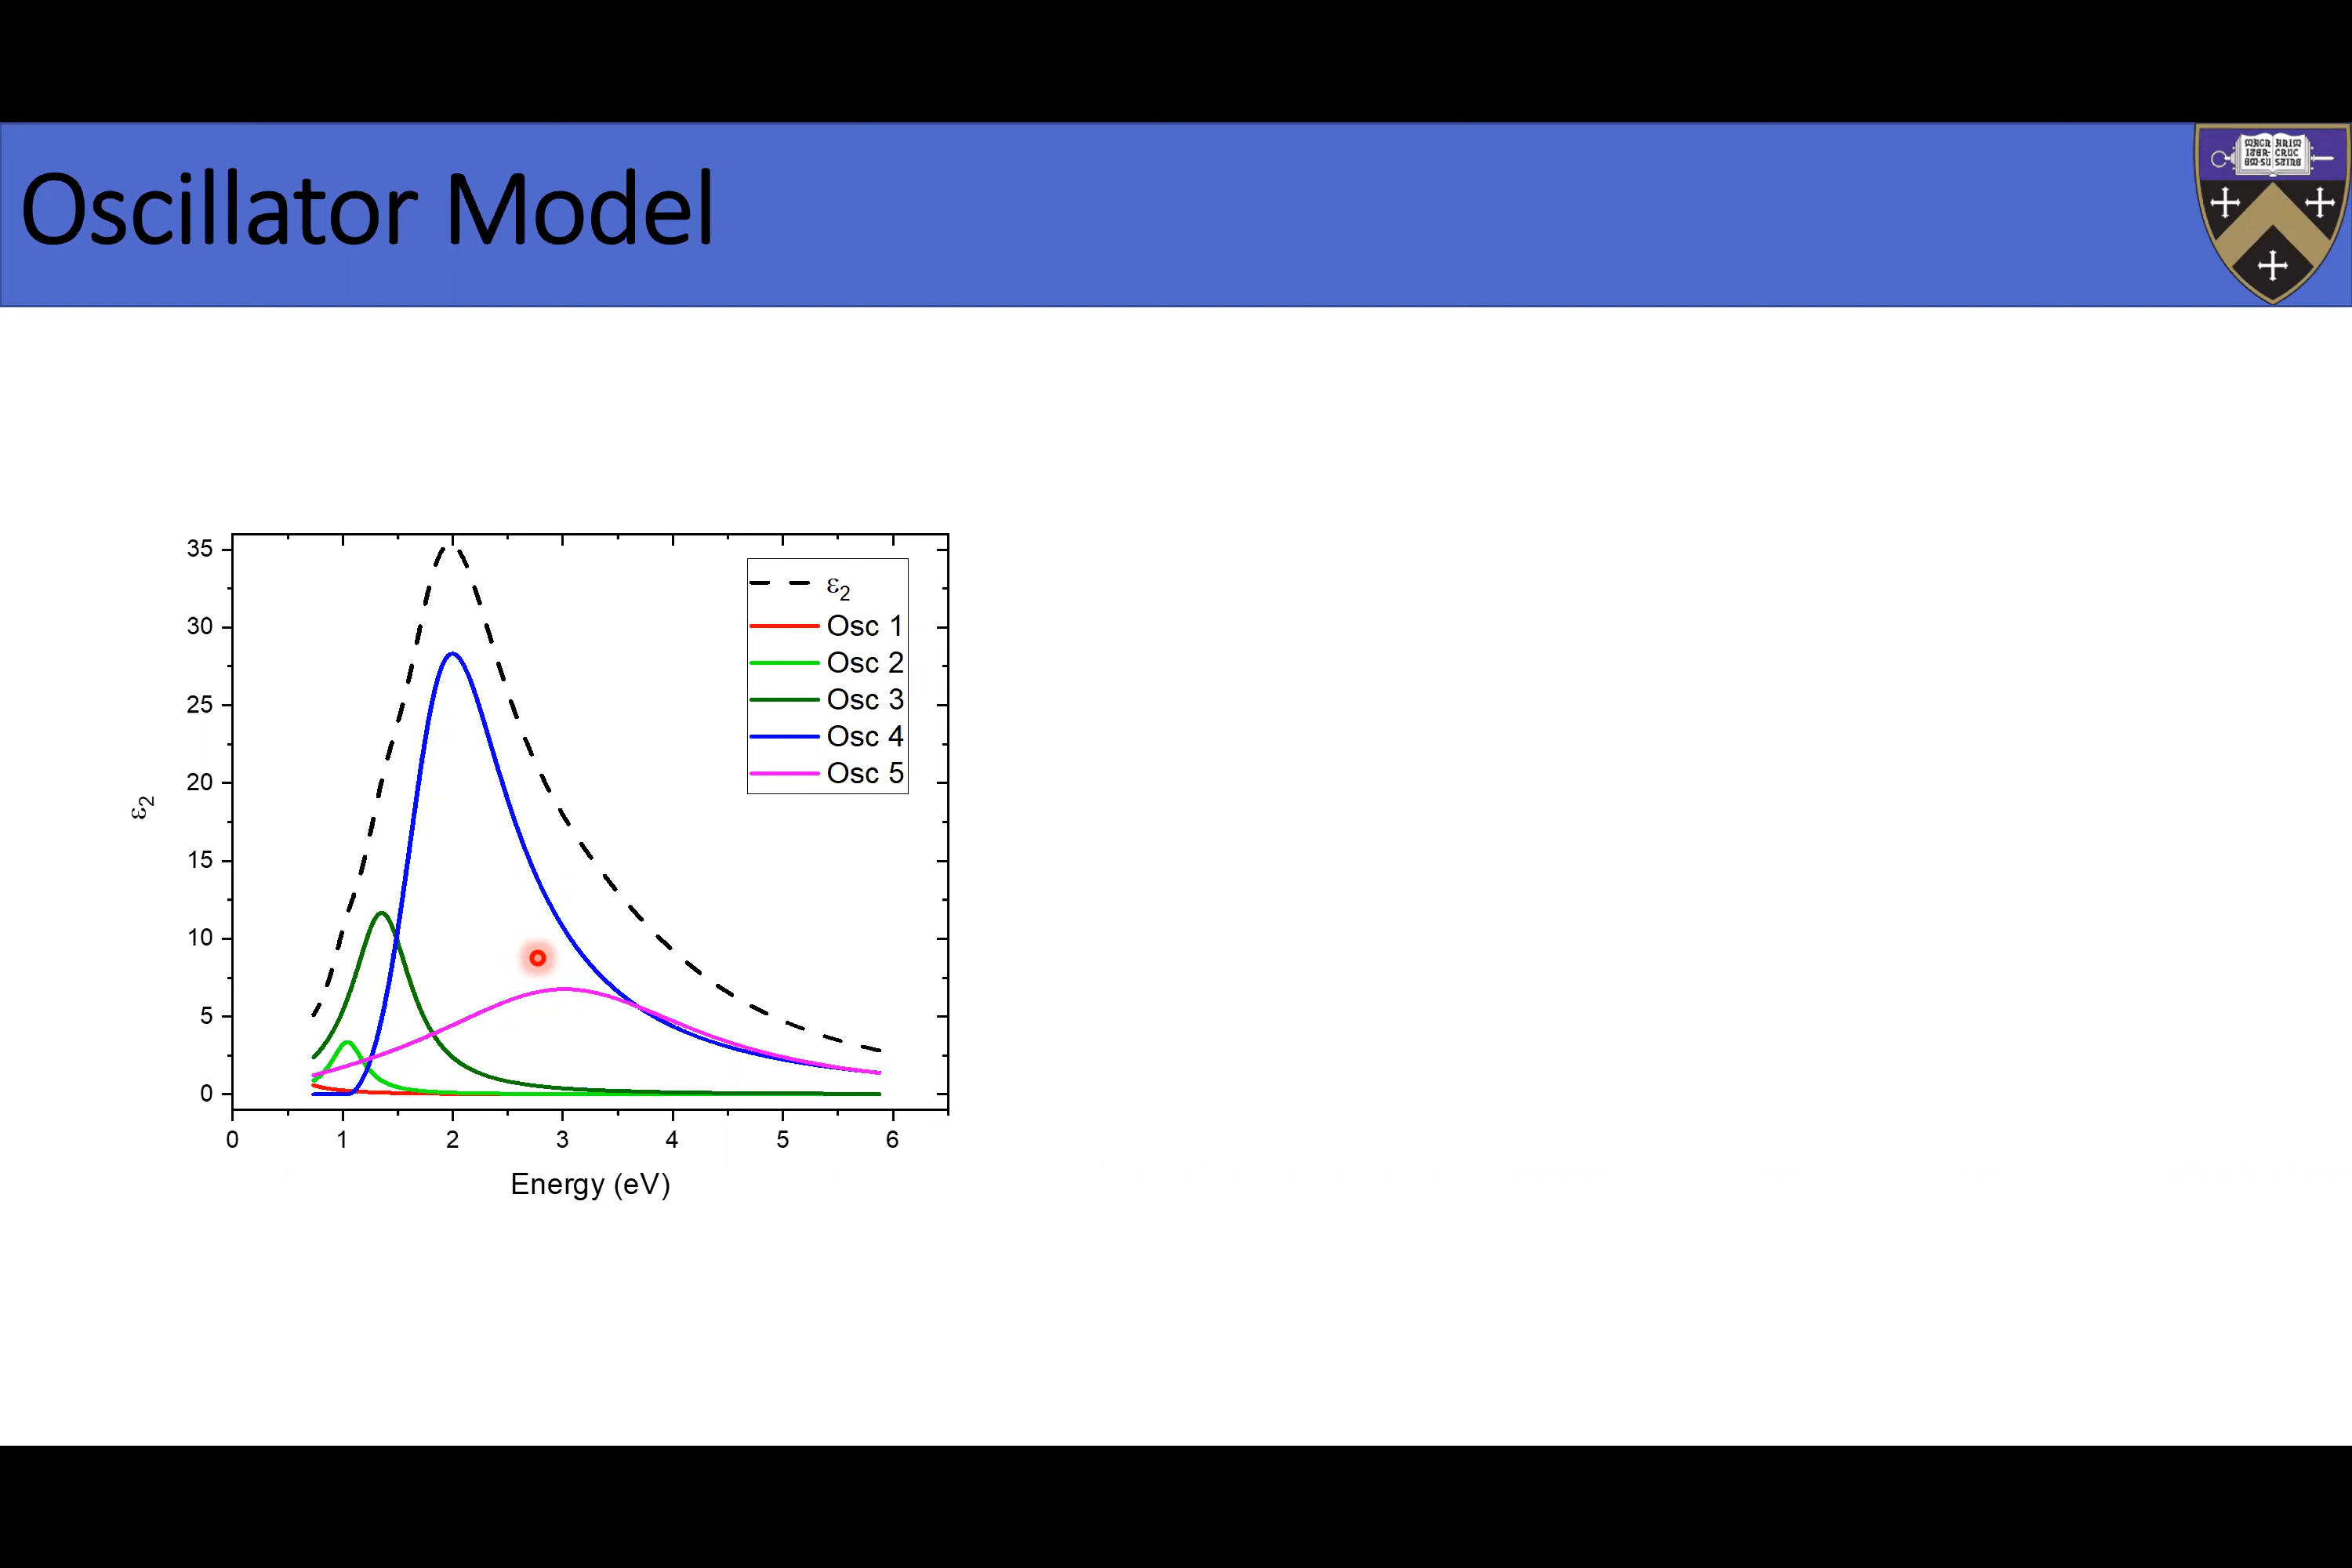 Oscillator Model
35
30
25
20
15
10
5
0
ε2
ε2
Osc 1
Osc 2
Osc 3
Osc 4
Osc 5
0 1 2 3 4 5 6
Energy (eV)